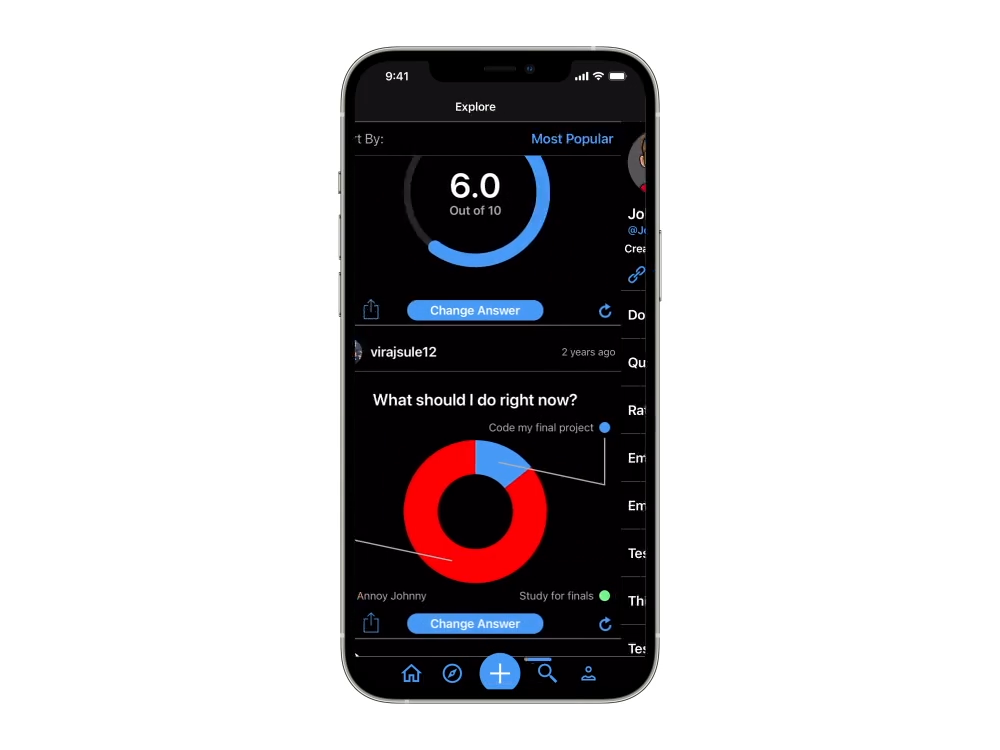 9:41
Explore
rt By:
Most Popular
6.0
Out of 10
Change Answer
virajsule12
2 years ago
What should I do right now?
Code my final project
Annoy Johnny
Study for finals
Change Answer
Jo
@Jo
Crea
Do
Qu
Rat
Em
Em
Tes
Thi
Tes